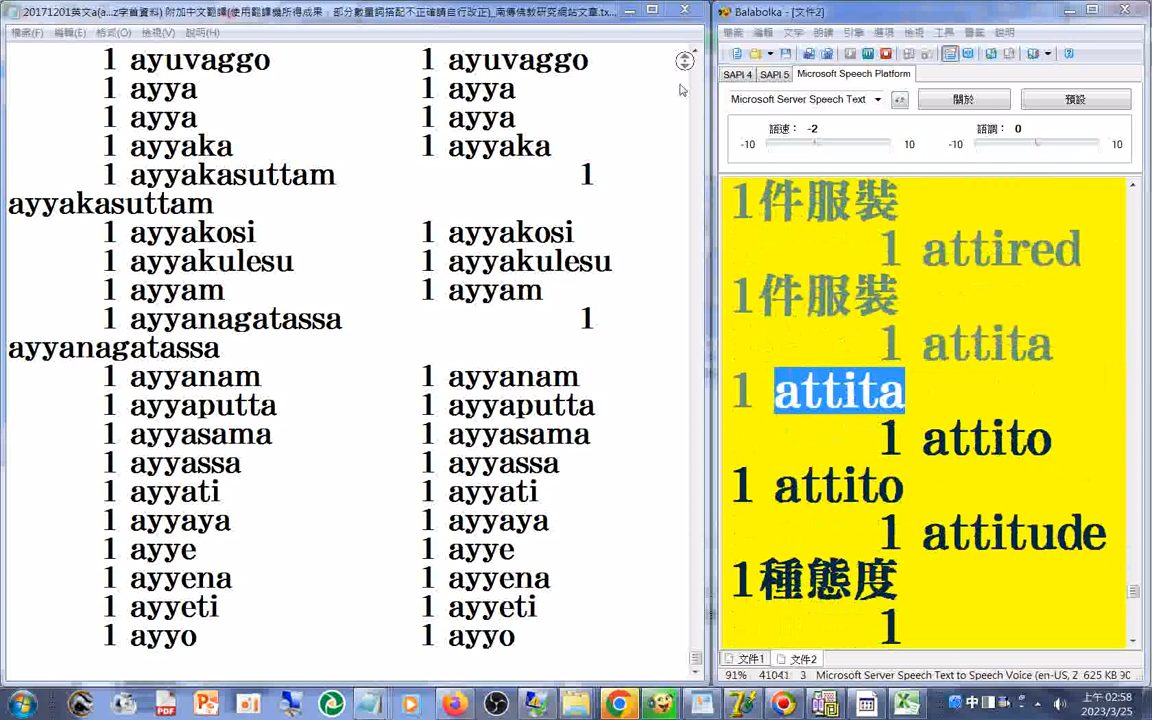 20171201英文a(a...z字首資料) 附加中文翻譯(使用翻譯機所得成果：部分數量詞搭配不正確請自行改正)_南傳佛教研究網站文章.tx...
檔案(F) 編輯(E) 格式(O) 檢視(V) 說明(H)
1 ayuvaggo 1 ayuvaggo
1 ayya 1 ayya
1 ayya 1 ayya
1 ayyaka 1 ayyaka
1 ayyakasuttam 1
ayyakasuttam
1 ayyakosi 1 ayyakosi
1 ayyakulesu 1 ayyakulesu
1 ayyam 1 ayyam
1 ayyanagatassa 1
ayyanagatassa
1 ayyanam 1 ayyanam
1 ayyaputta 1 ayyaputta
1 ayyasama 1 ayyasama
1 ayyassa 1 ayyassa
1 ayyati 1 ayyati
1 ayyaya 1 ayyaya
1 ayye 1 ayye
1 ayyena 1 ayyena
1 ayyeti 1 ayyeti
1 ayyo 1 ayyo
Balabolka - [文件2]
檔案 編輯 文字 朗讀 引擎 選項 檢視 工具 書籤 說明
SAPI 4 SAPI 5 Microsoft Speech Platform
Microsoft Server Speech Text 關於 預設
語速： -2 語調： 0
-10 10 -10 10
1件服裝
1 attired
1件服裝
1 attita
1 attita
1 attito
1 attito
1 attitude
1種態度
1
文件1 文件2
91% 41041 3 Microsoft Server Speech Text to Speech Voice (en-US, Z 625 KB 9C
中
上午 02:58
2023/3/25